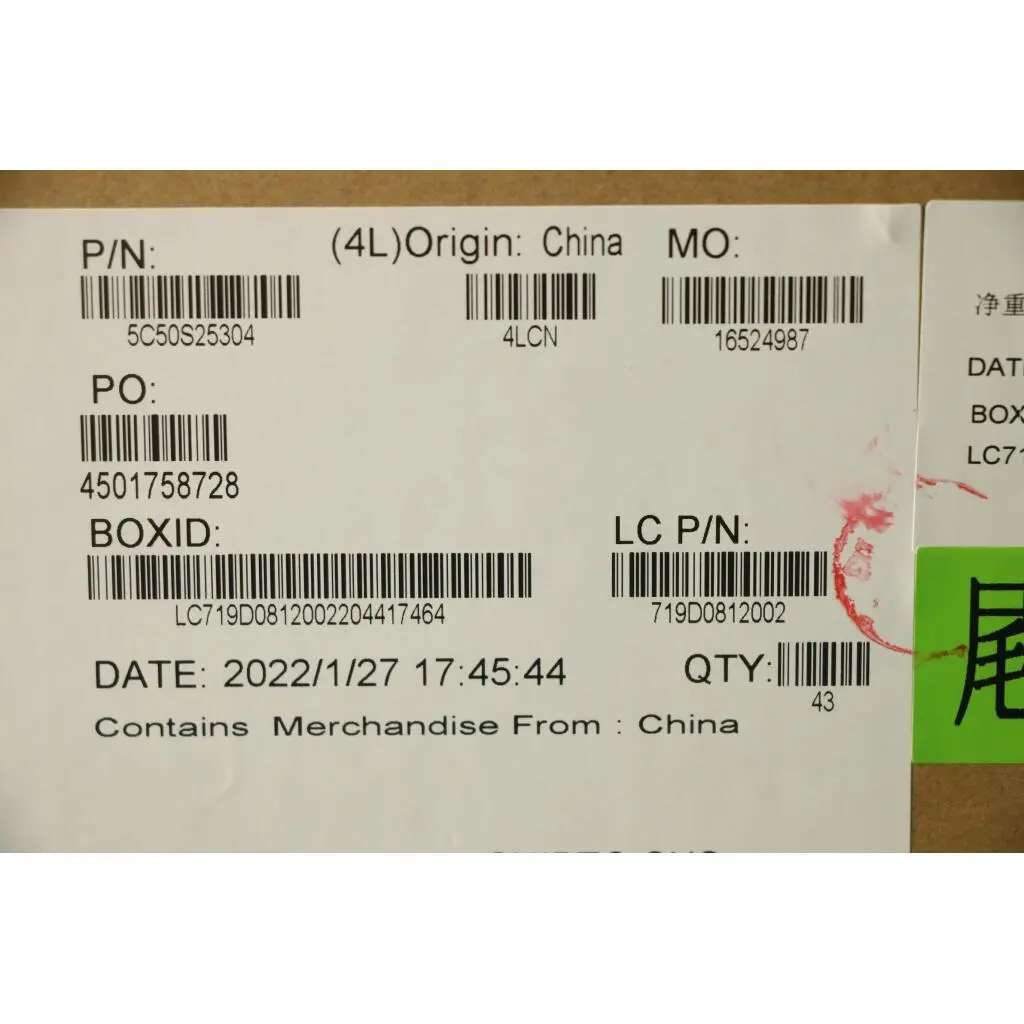 P/N: (4L)Origin: China MO:
5C50S25304 4LCN 16524987
PO:
4501758728
BOXID: LC P/N:
LC719D0812002204417464 719D0812002
DATE: 2022/1/27 17:45:44 QTY:
43
Contains Merchandise From : China
净重
DAT
BOX
LC71
尾